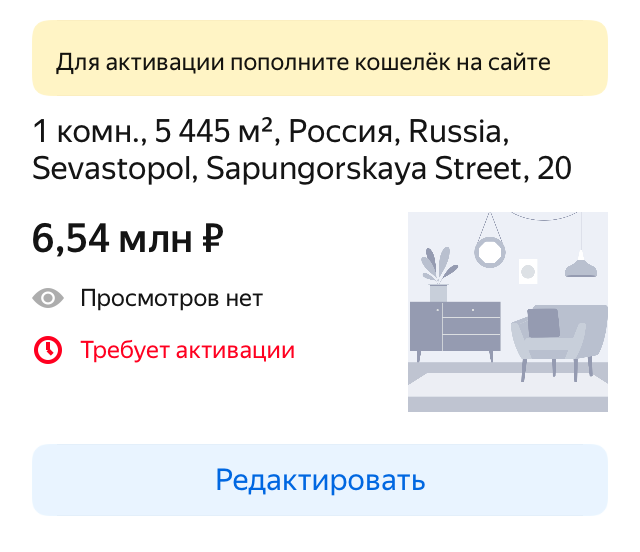 Для активации пополните кошелёк на сайте
1 комн., 5 445 м², Россия, Russia,
Sevastopol, Sapungorskaya Street, 20
6,54 млн ₽
Просмотров нет
Требует активации
Редактировать